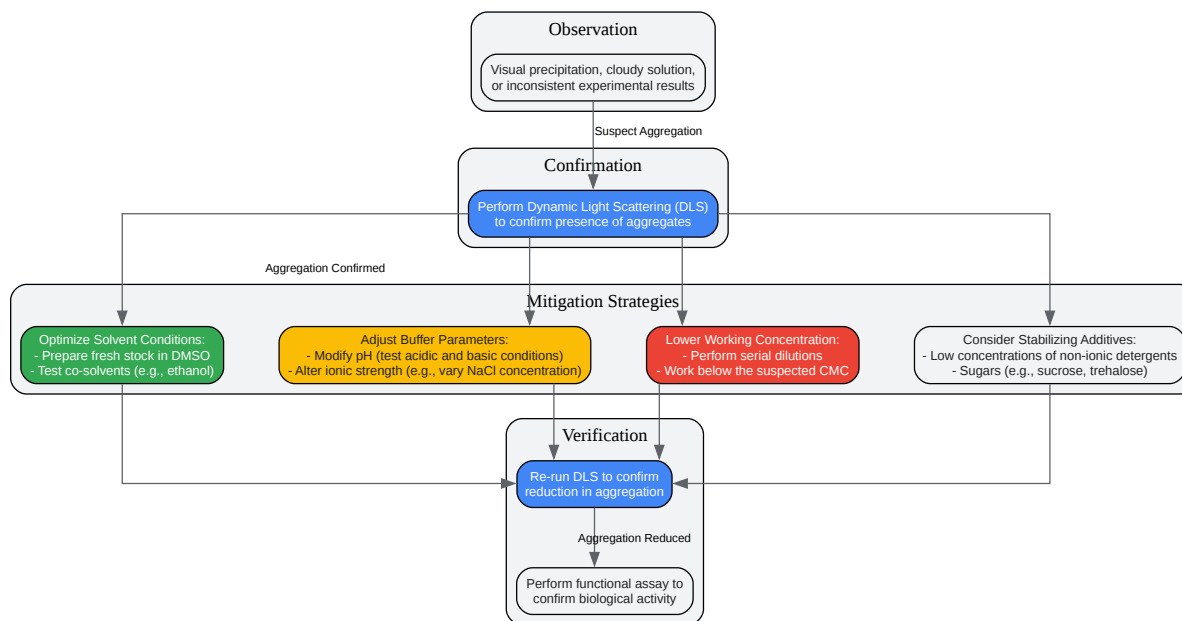 Observation
Visual precipitation, cloudy solution,
or inconsistent experimental results
Suspect Aggregation
Confirmation
Perform Dynamic Light Scattering (DLS)
to confirm presence of aggregates
Aggregation Confirmed
Mitigation Strategies
Optimize Solvent Conditions:
- Prepare fresh stock in DMSO
- Test co-solvents (e.g., ethanol)
Adjust Buffer Parameters:
- Modify pH (test acidic and basic conditions)
- Alter ionic strength (e.g., vary NaCl concentration)
Lower Working Concentration:
- Perform serial dilutions
- Work below the suspected CMC
Consider Stabilizing Additives:
- Low concentrations of non-ionic detergents
- Sugars (e.g., sucrose, trehalose)
Verification
Re-run DLS to confirm
reduction in aggregation
Aggregation Reduced
Perform functional assay to
confirm biological activity